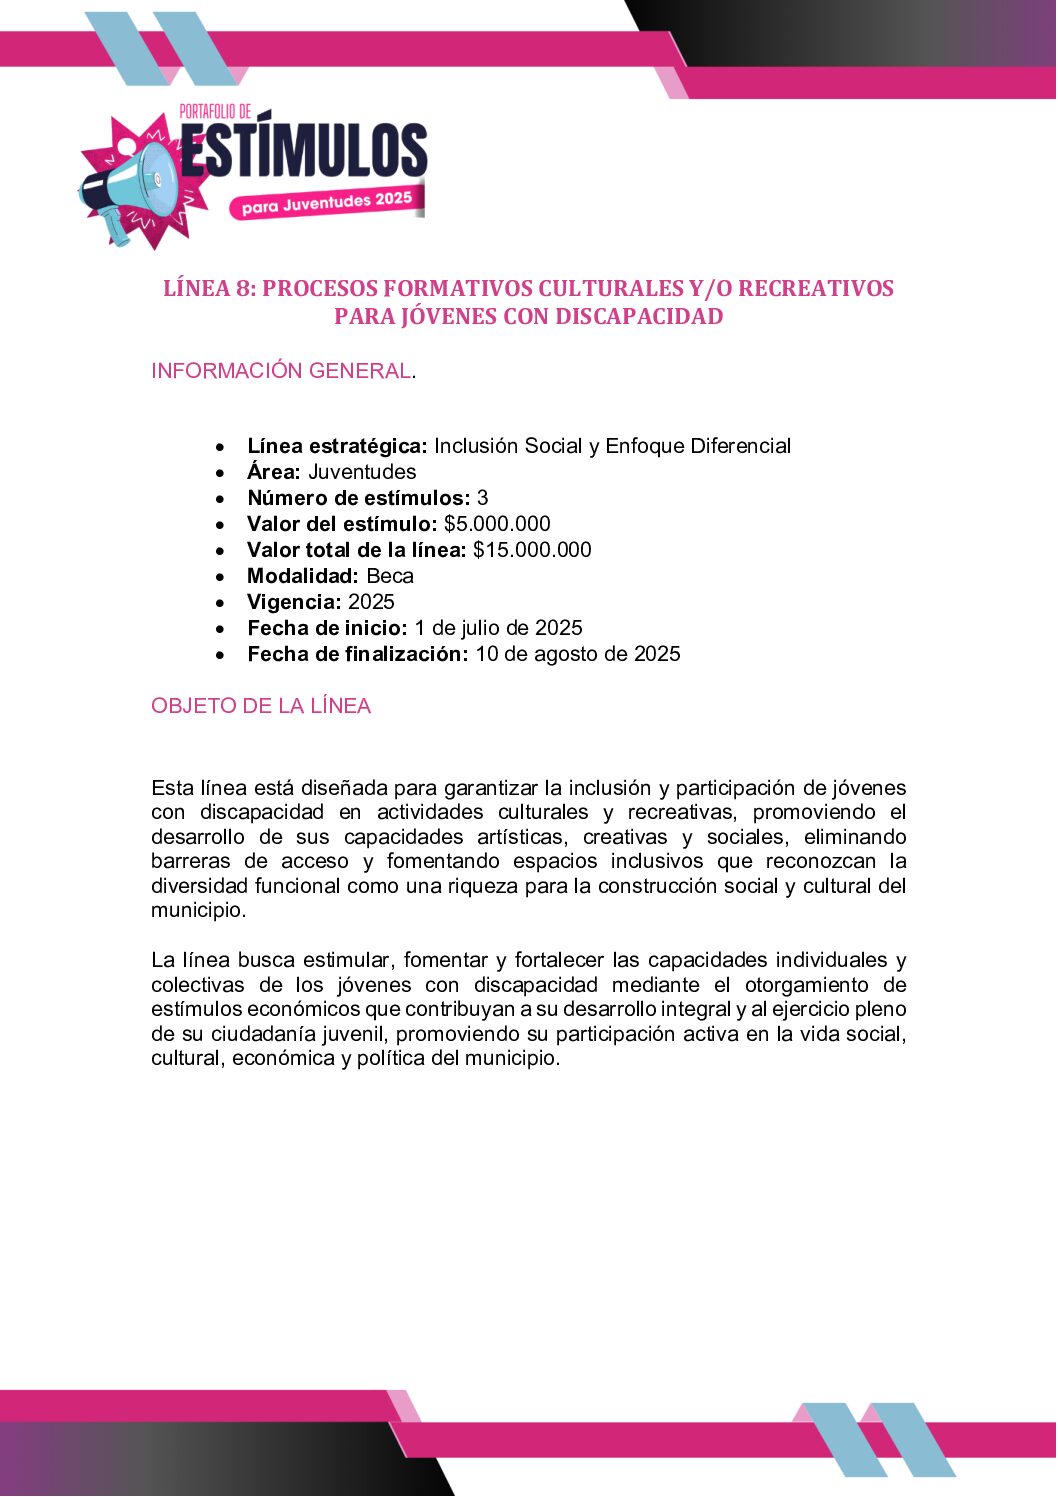 PORTAFOLIO DE
ESTÍMULOS
para Juventudes 2025
LÍNEA 8: PROCESOS FORMATIVOS CULTURALES Y/O RECREATIVOS
PARA JÓVENES CON DISCAPACIDAD
INFORMACIÓN GENERAL.
• Línea estratégica: Inclusión Social y Enfoque Diferencial
• Área: Juventudes
• Número de estímulos: 3
• Valor del estímulo: $5.000.000
• Valor total de la línea: $15.000.000
• Modalidad: Beca
• Vigencia: 2025
• Fecha de inicio: 1 de julio de 2025
• Fecha de finalización: 10 de agosto de 2025
OBJETO DE LA LÍNEA
Esta línea está diseñada para garantizar la inclusión y participación de jóvenes
con discapacidad en actividades culturales y recreativas, promoviendo el
desarrollo de sus capacidades artísticas, creativas y sociales, eliminando
barreras de acceso y fomentando espacios inclusivos que reconozcan la
diversidad funcional como una riqueza para la construcción social y cultural del
municipio.
La línea busca estimular, fomentar y fortalecer las capacidades individuales y
colectivas de los jóvenes con discapacidad mediante el otorgamiento de
estímulos económicos que contribuyan a su desarrollo integral y al ejercicio pleno
de su ciudadanía juvenil, promoviendo su participación activa en la vida social,
cultural, económica y política del municipio.